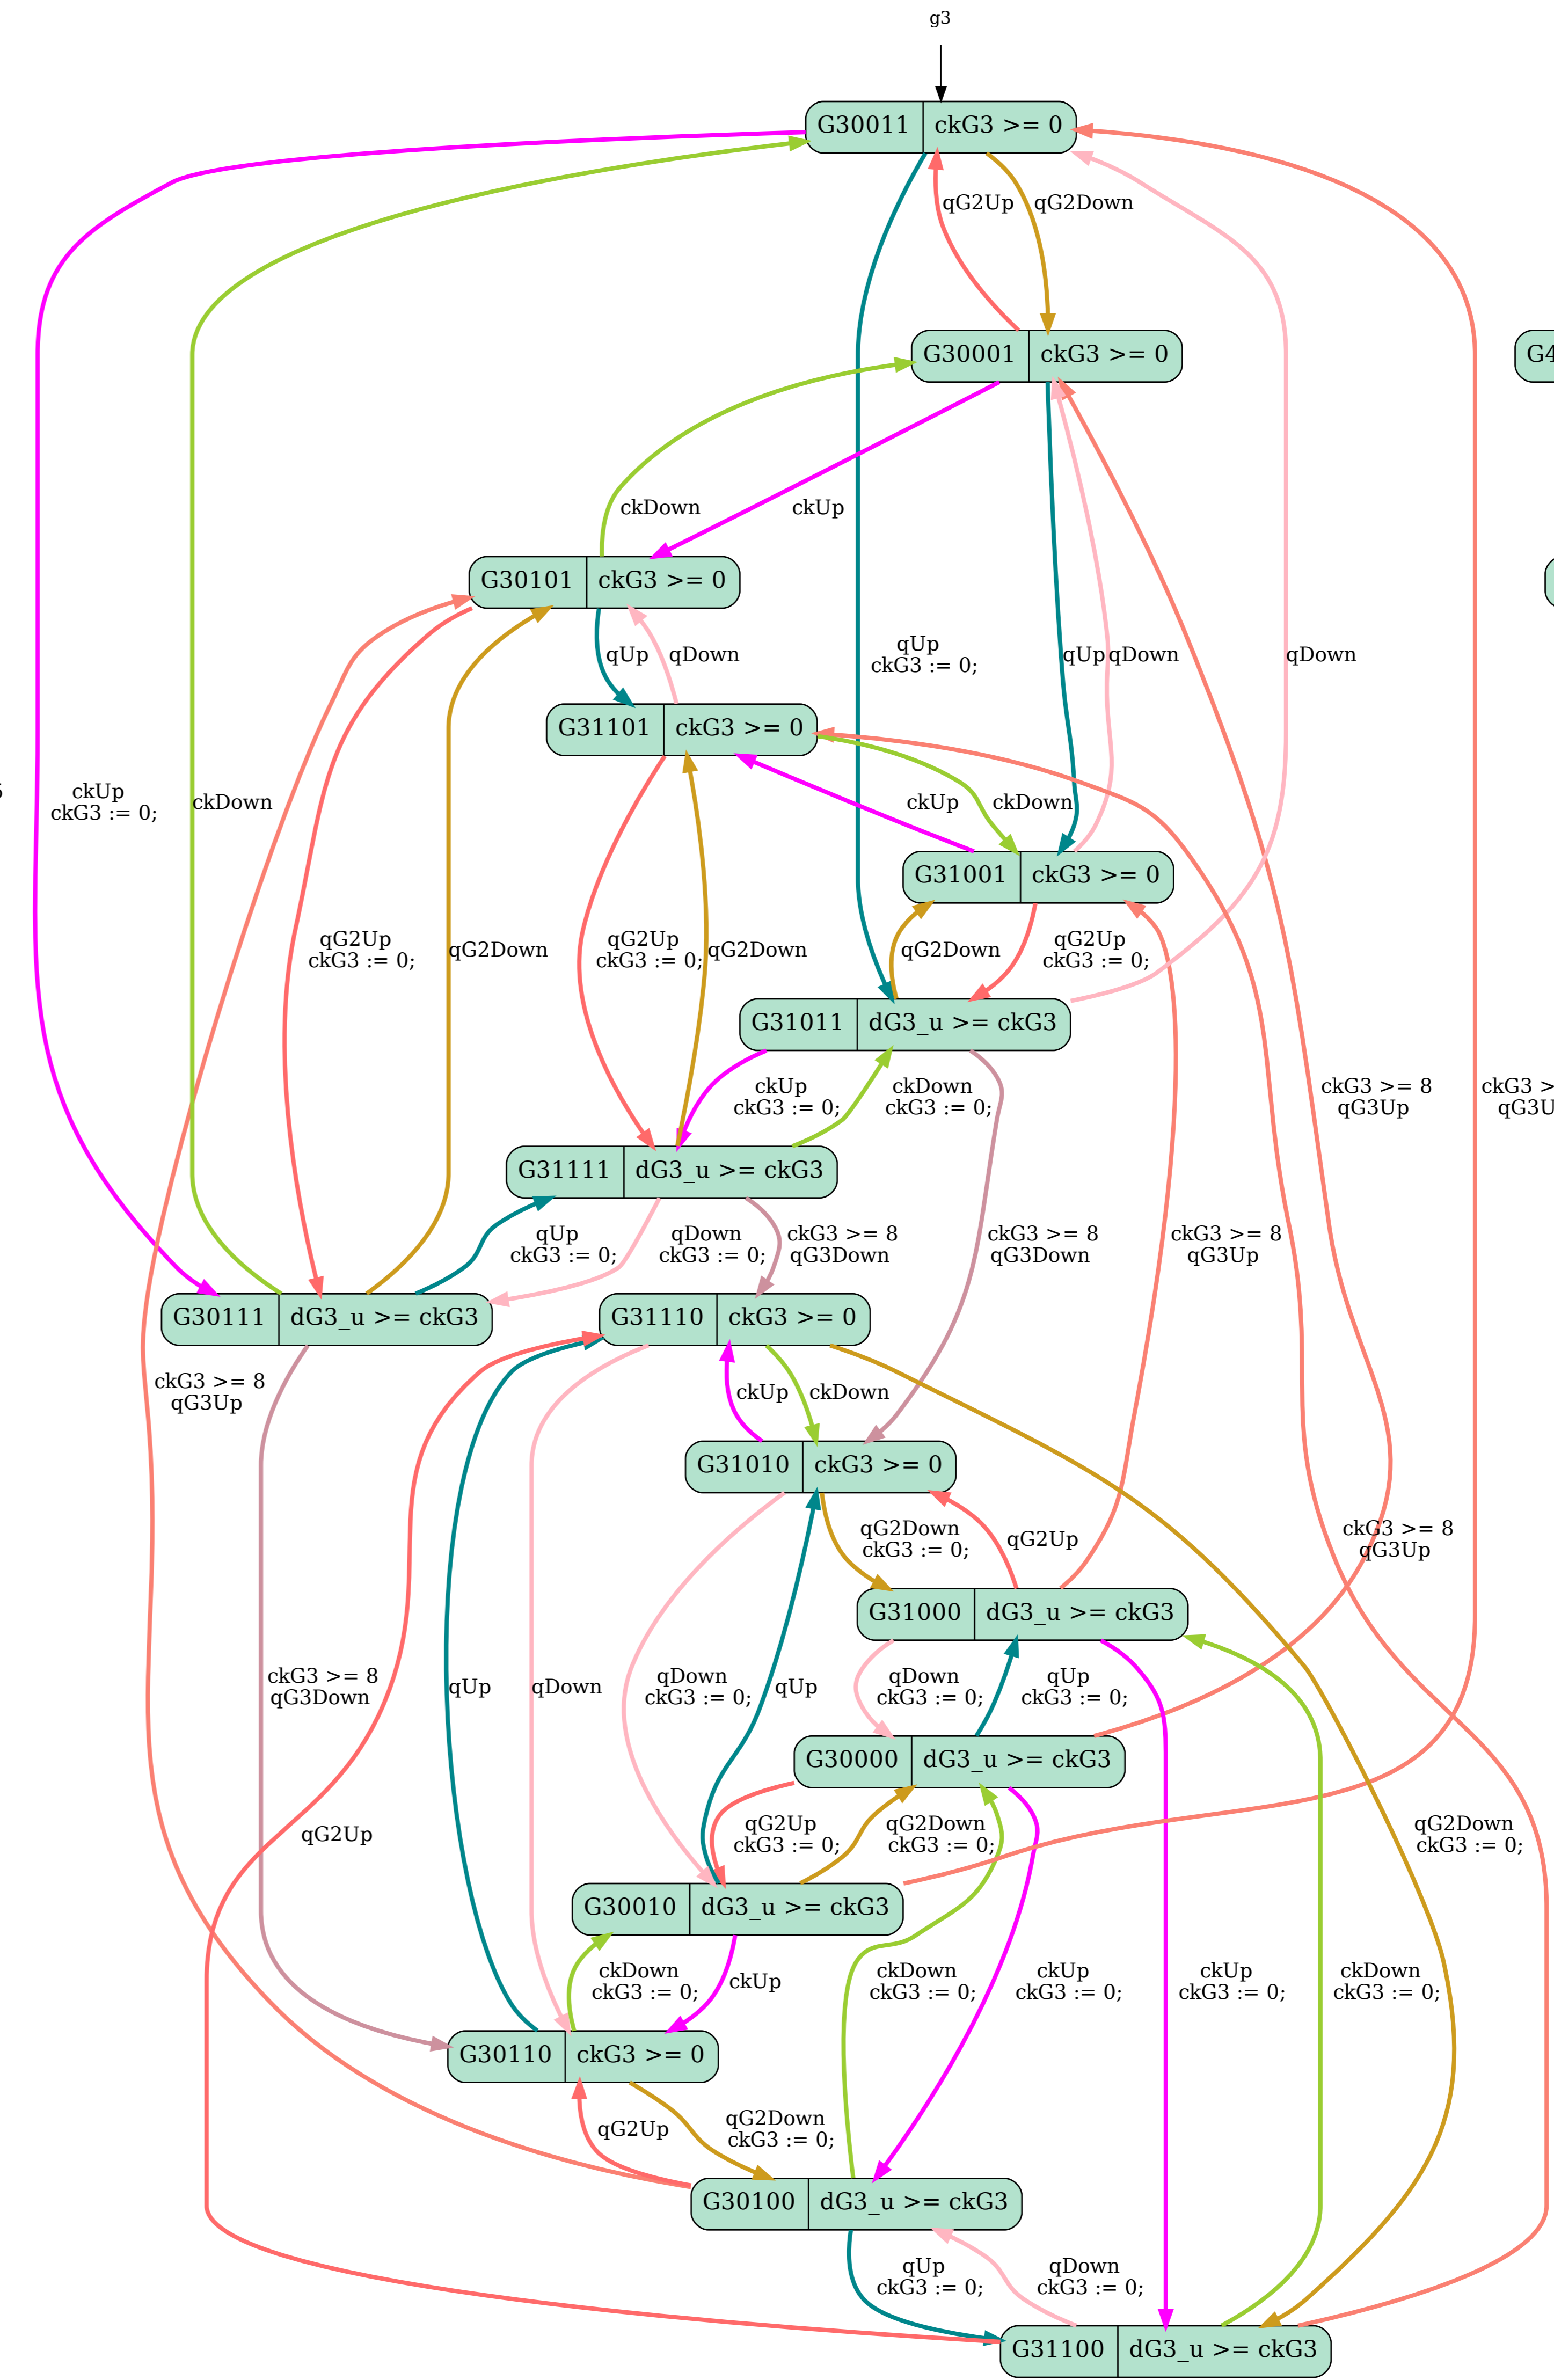 g3
G30011 ckG3 >= 0
qG2Up qG2Down
G30001 ckG3 >= 0
G4
ckDown ckUp
G30101 ckG3 >= 0
qUp qDown
qUp
ckG3 := 0;
qUp qDown
qDown
G31101 ckG3 >= 0
ckUp
ckG3 := 0;
ckDown
ckUp ckDown
G31001 ckG3 >= 0
qG2Up
ckG3 := 0;
qG2Down
qG2Up
ckG3 := 0;
qG2Down
qG2Down
qG2Up
ckG3 := 0;
G31011 dG3_u >= ckG3
ckUp
ckG3 := 0;
ckDown
ckG3 := 0;
ckG3 >= 8
qG3Up
ckG3 >
qG3U
G31111 dG3_u >= ckG3
qUp
ckG3 := 0;
qDown
ckG3 := 0;
ckG3 >= 8
qG3Down
ckG3 >= 8
qG3Down
ckG3 >= 8
qG3Up
G30111 dG3_u >= ckG3
G31110 ckG3 >= 0
ckG3 >= 8
qG3Up
ckUp ckDown
G31010 ckG3 >= 0
qG2Down
ckG3 := 0;
qG2Up
ckG3 >= 8
qG3Up
G31000 dG3_u >= ckG3
ckG3 >= 8
qG3Down
qUp
qDown
qDown
ckG3 := 0;
qUp
qDown
ckG3 := 0;
qUp
ckG3 := 0;
G30000 dG3_u >= ckG3
qG2Up
qG2Up
ckG3 := 0;
qG2Down
ckG3 := 0;
qG2Down
ckG3 := 0;
G30010 dG3_u >= ckG3
ckDown
ckG3 := 0;
ckUp
ckDown
ckG3 := 0;
ckUp
ckG3 := 0;
ckUp
ckG3 := 0;
ckDown
ckG3 := 0;
G30110 ckG3 >= 0
qG2Up
qG2Down
ckG3 := 0;
G30100 dG3_u >= ckG3
qUp
ckG3 := 0;
qDown
ckG3 := 0;
G31100 dG3_u >= ckG3